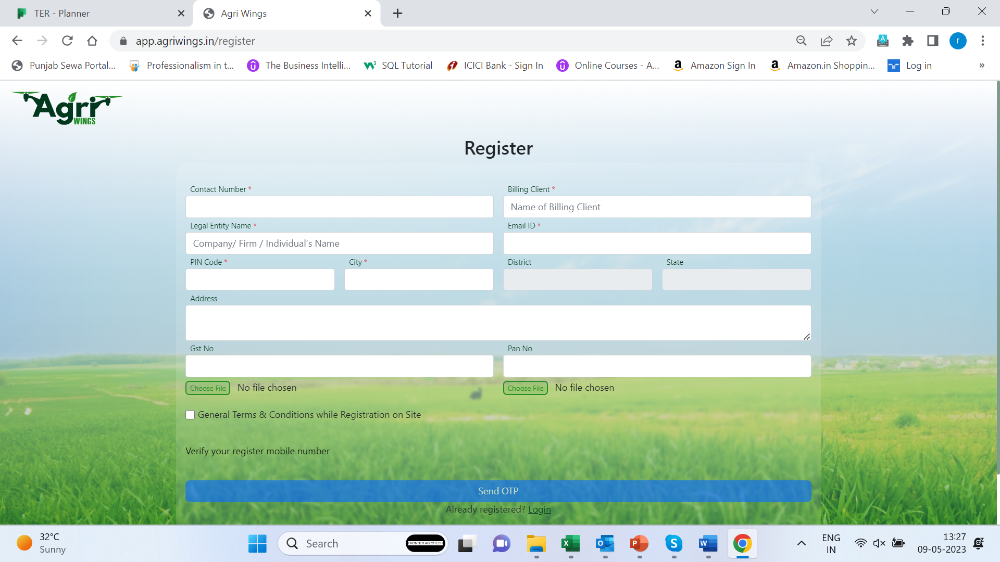 TER - Planner
Agri Wings
app.agriwings.in/register
r
Punjab Sewa Portal...
Professionalism in t...
The Business Intelli...
SQL Tutorial
ICICI Bank - Sign In
Online Courses - A...
Amazon Sign In
Amazon.in Shoppin...
Log in
»
Agri
WINGS
Register
Contact Number *
Billing Client *
Name of Billing Client
Legal Entity Name *
Email ID *
Company/ Firm / Individual's Name
PIN Code *
City *
District
State
Address
Gst No
Pan No
Choose File No file chosen
Choose File No file chosen
General Terms & Conditions while Registration on Site
Verify your register mobile number
Send OTP
Already registered? Login
32°C
Sunny
Search
FRONTIER AGROTECH
ENG
IN
13:27
09-05-2023